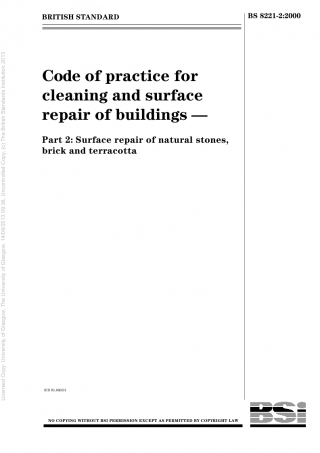 BRITISH STANDARD
BS 8221-2:2000
Code of practice for
cleaning and surface
repair of buildings —
Part 2: Surface repair of natural stones,
brick and terracotta
NO COPYING WITHOUT BSI PERMISSION EXCEPT AS PERMITTED BY COPYRIGHT LAW
BSi
Licensed Copy: University of Glasgow, The University of Glasgow, 14/03/2013 09:36, Uncontrolled Copy, (c) The British Standards Institution 2013